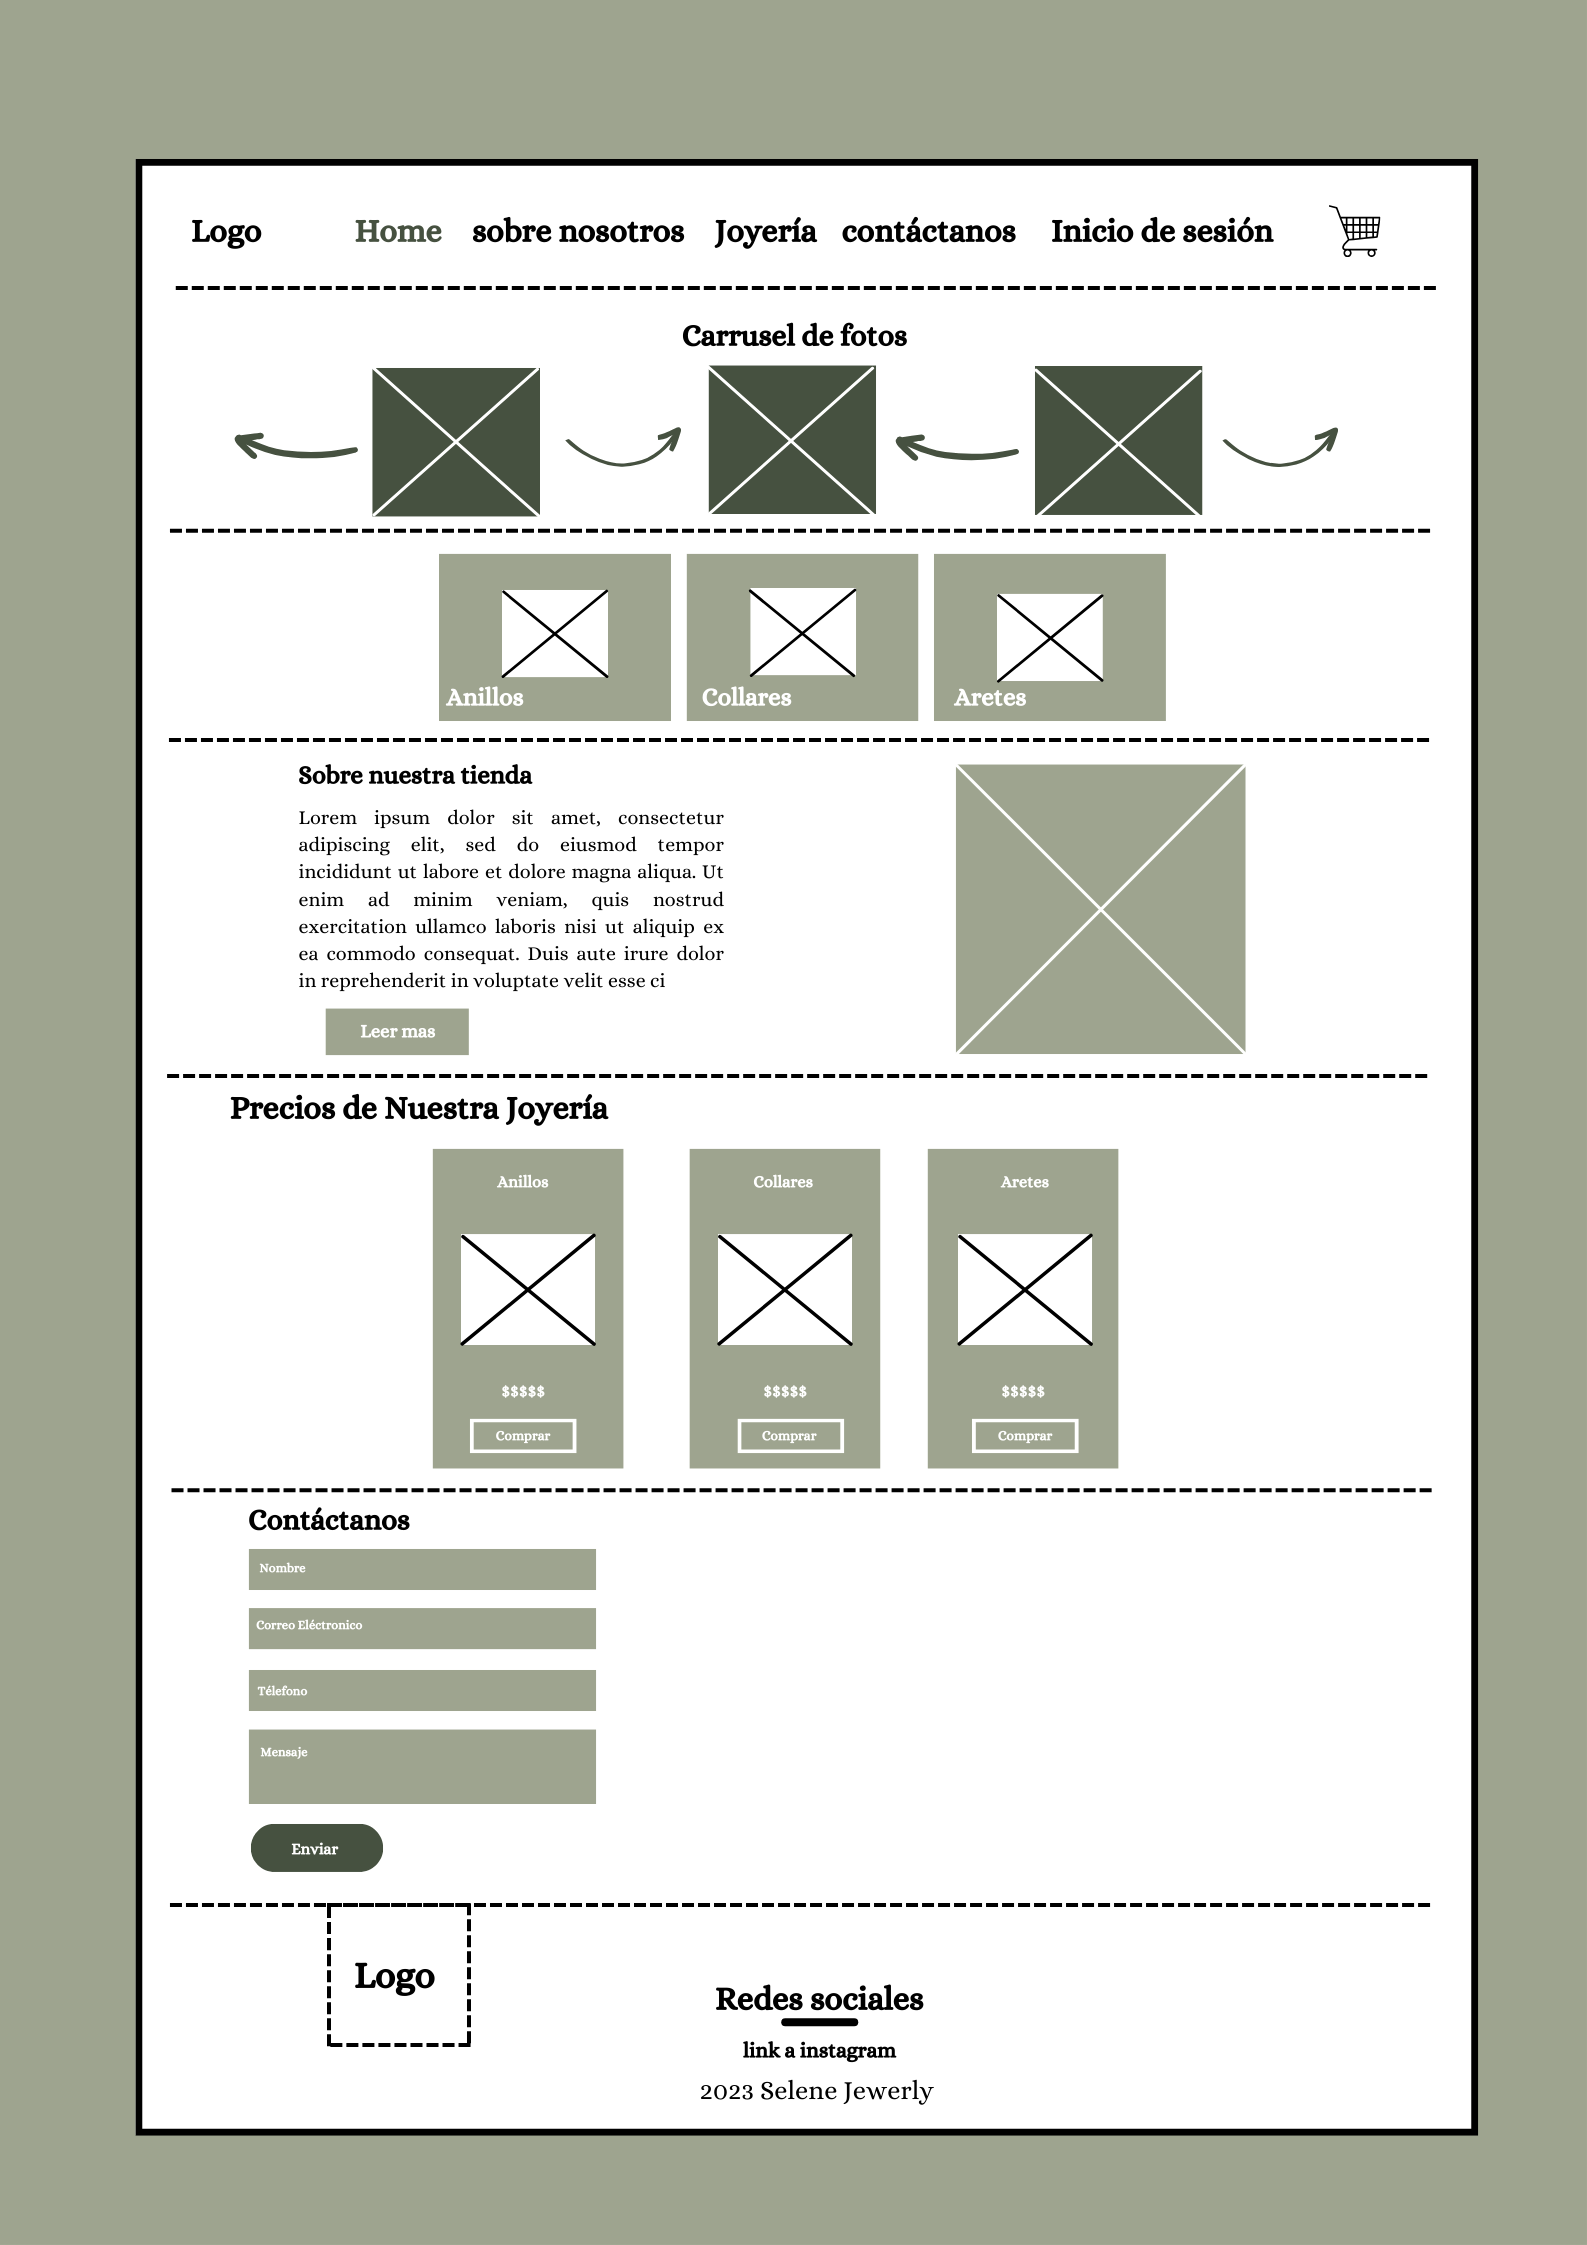 Logo Home sobre nosotros Joyería contáctanos Inicio de sesión
Carrusel de fotos
Anillos Collares Aretes
Sobre nuestra tienda
Lorem ipsum dolor sit amet, consectetur
adipiscing elit, sed do eiusmod tempor
incididunt ut labore et dolore magna aliqua. Ut
enim ad minim veniam, quis nostrud
exercitation ullamco laboris nisi ut aliquip ex
ea commodo consequat. Duis aute irure dolor
in reprehenderit in voluptate velit esse ci
Leer mas
Precios de Nuestra Joyería
Anillos Collares Aretes
$$$$$ $$$$$ $$$$$
Comprar Comprar Comprar
Contáctanos
Nombre
Correo Eléctronico
Télefono
Mensaje
Enviar
Logo
Redes sociales
link a instagram
2023 Selene Jewerly